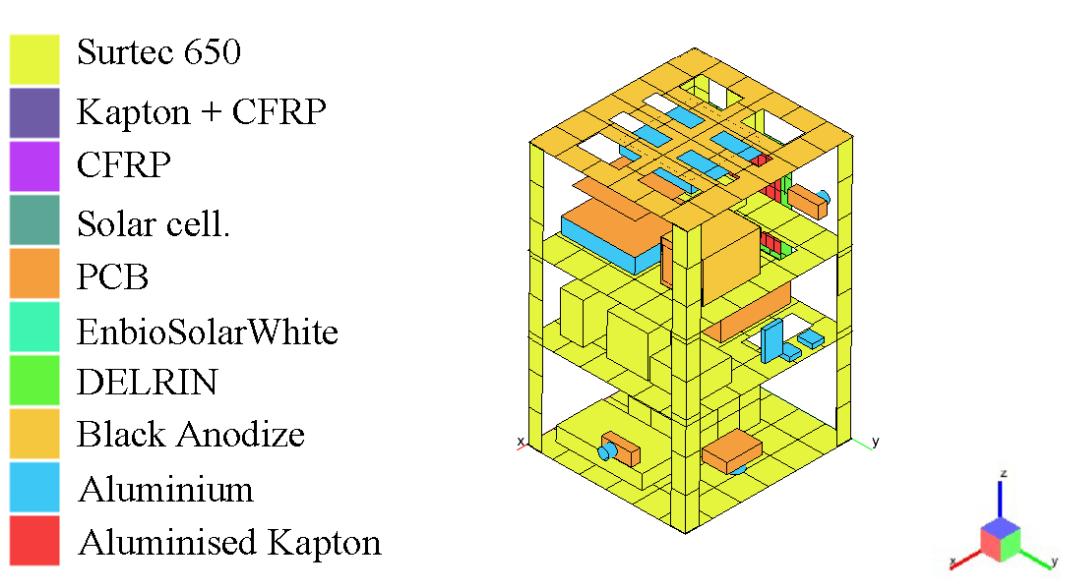 Surtec 650
Kapton + CFRP
CFRP
Solar cell.
PCB
EnbioSolarWhite
DELRIN
Black Anodize
Aluminium
Aluminised Kapton
x
y
z
x
y